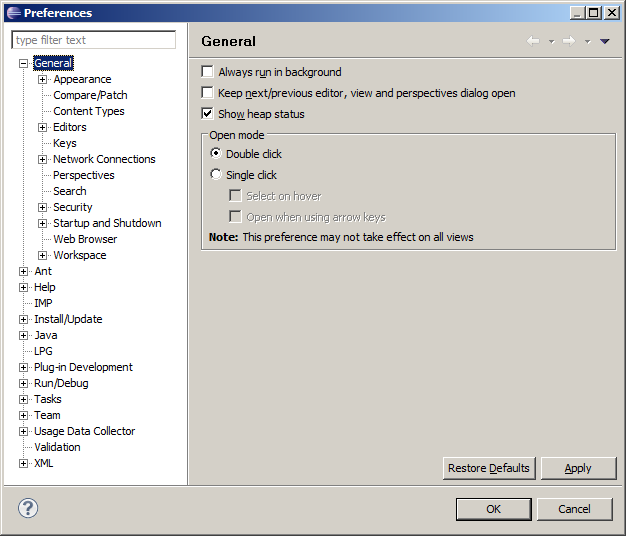 Preferences
type filter text
General
Appearance
Compare/Patch
Content Types
Editors
Keys
Network Connections
Perspectives
Search
Security
Startup and Shutdown
Web Browser
Workspace
Ant
Help
IMP
Install/Update
Java
LPG
Plug-in Development
Run/Debug
Tasks
Team
Usage Data Collector
Validation
XML
General
Always run in background
Keep next/previous editor, view and perspectives dialog open
Show heap status
Open mode
Double click
Single click
Select on hover
Open when using arrow keys
Note: This preference may not take effect on all views
Restore Defaults
Apply
?
OK
Cancel